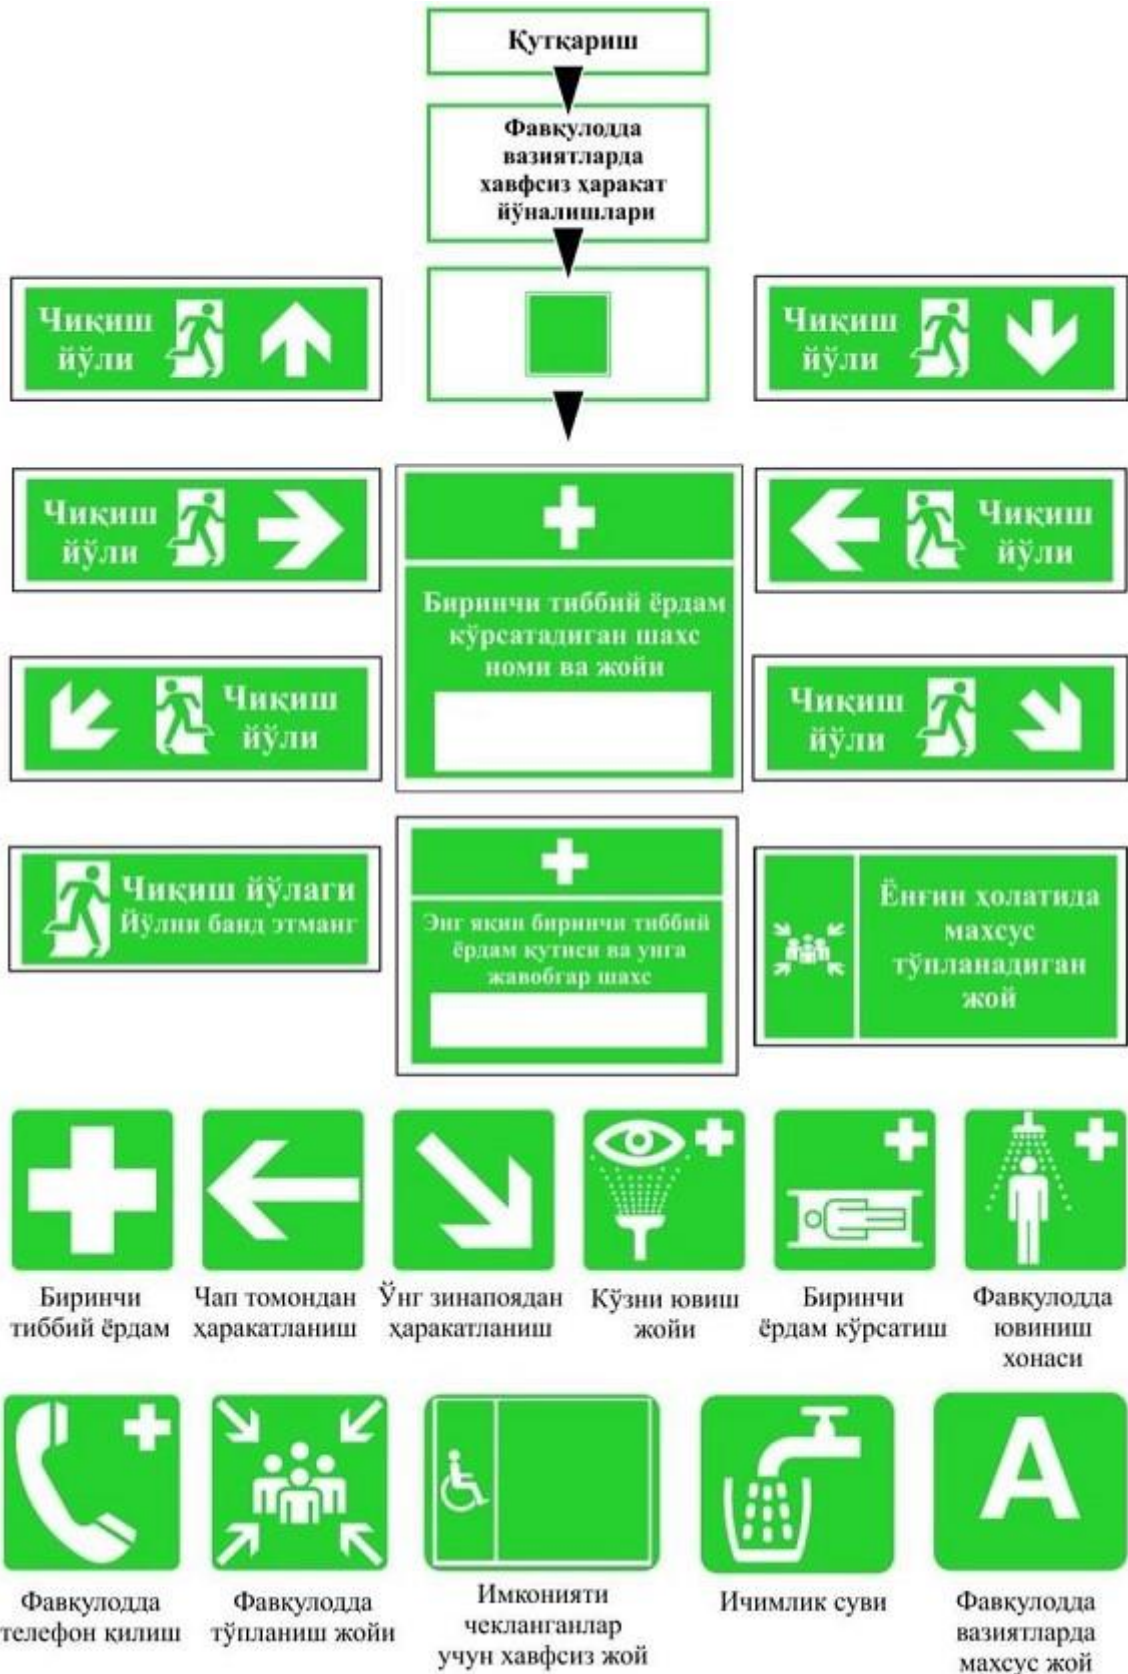 Қутқариш
Фавқулодда
вазиятларда
хавфсиз ҳаракат
йўналишлари
Чиқиш
йўли
Чиқиш
йўли
Чиқиш
йўли
Биринчи тиббий ёрдам
кўрсатадиган шахс
номи ва жойи
Чиқиш
йўли
Чиқиш
йўли
Чиқиш
йўли
Чиқиш йўлаги
Йўлни банд этманг
Энг яқин биринчи тиббий
ёрдам қутиси ва унга
жавобгар шахс
Ёнғин ҳолатида
махсус
тўпланадиган
жой
Биринчи
тиббий ёрдам
Чап томондан
ҳаракатланиш
Ўнг зинапоядан
ҳаракатланиш
Кўзни ювиш
жойи
Биринчи
ёрдам кўрсатиш
Фавқулодда
ювиниш
хонаси
Фавқулодда
телефон қилиш
Фавқулодда
тўпланиш жойи
Имконияти
чекланганлар
учун хавфсиз жой
Ичимлик суви
A
Фавқулодда
вазиятларда
махсус жой